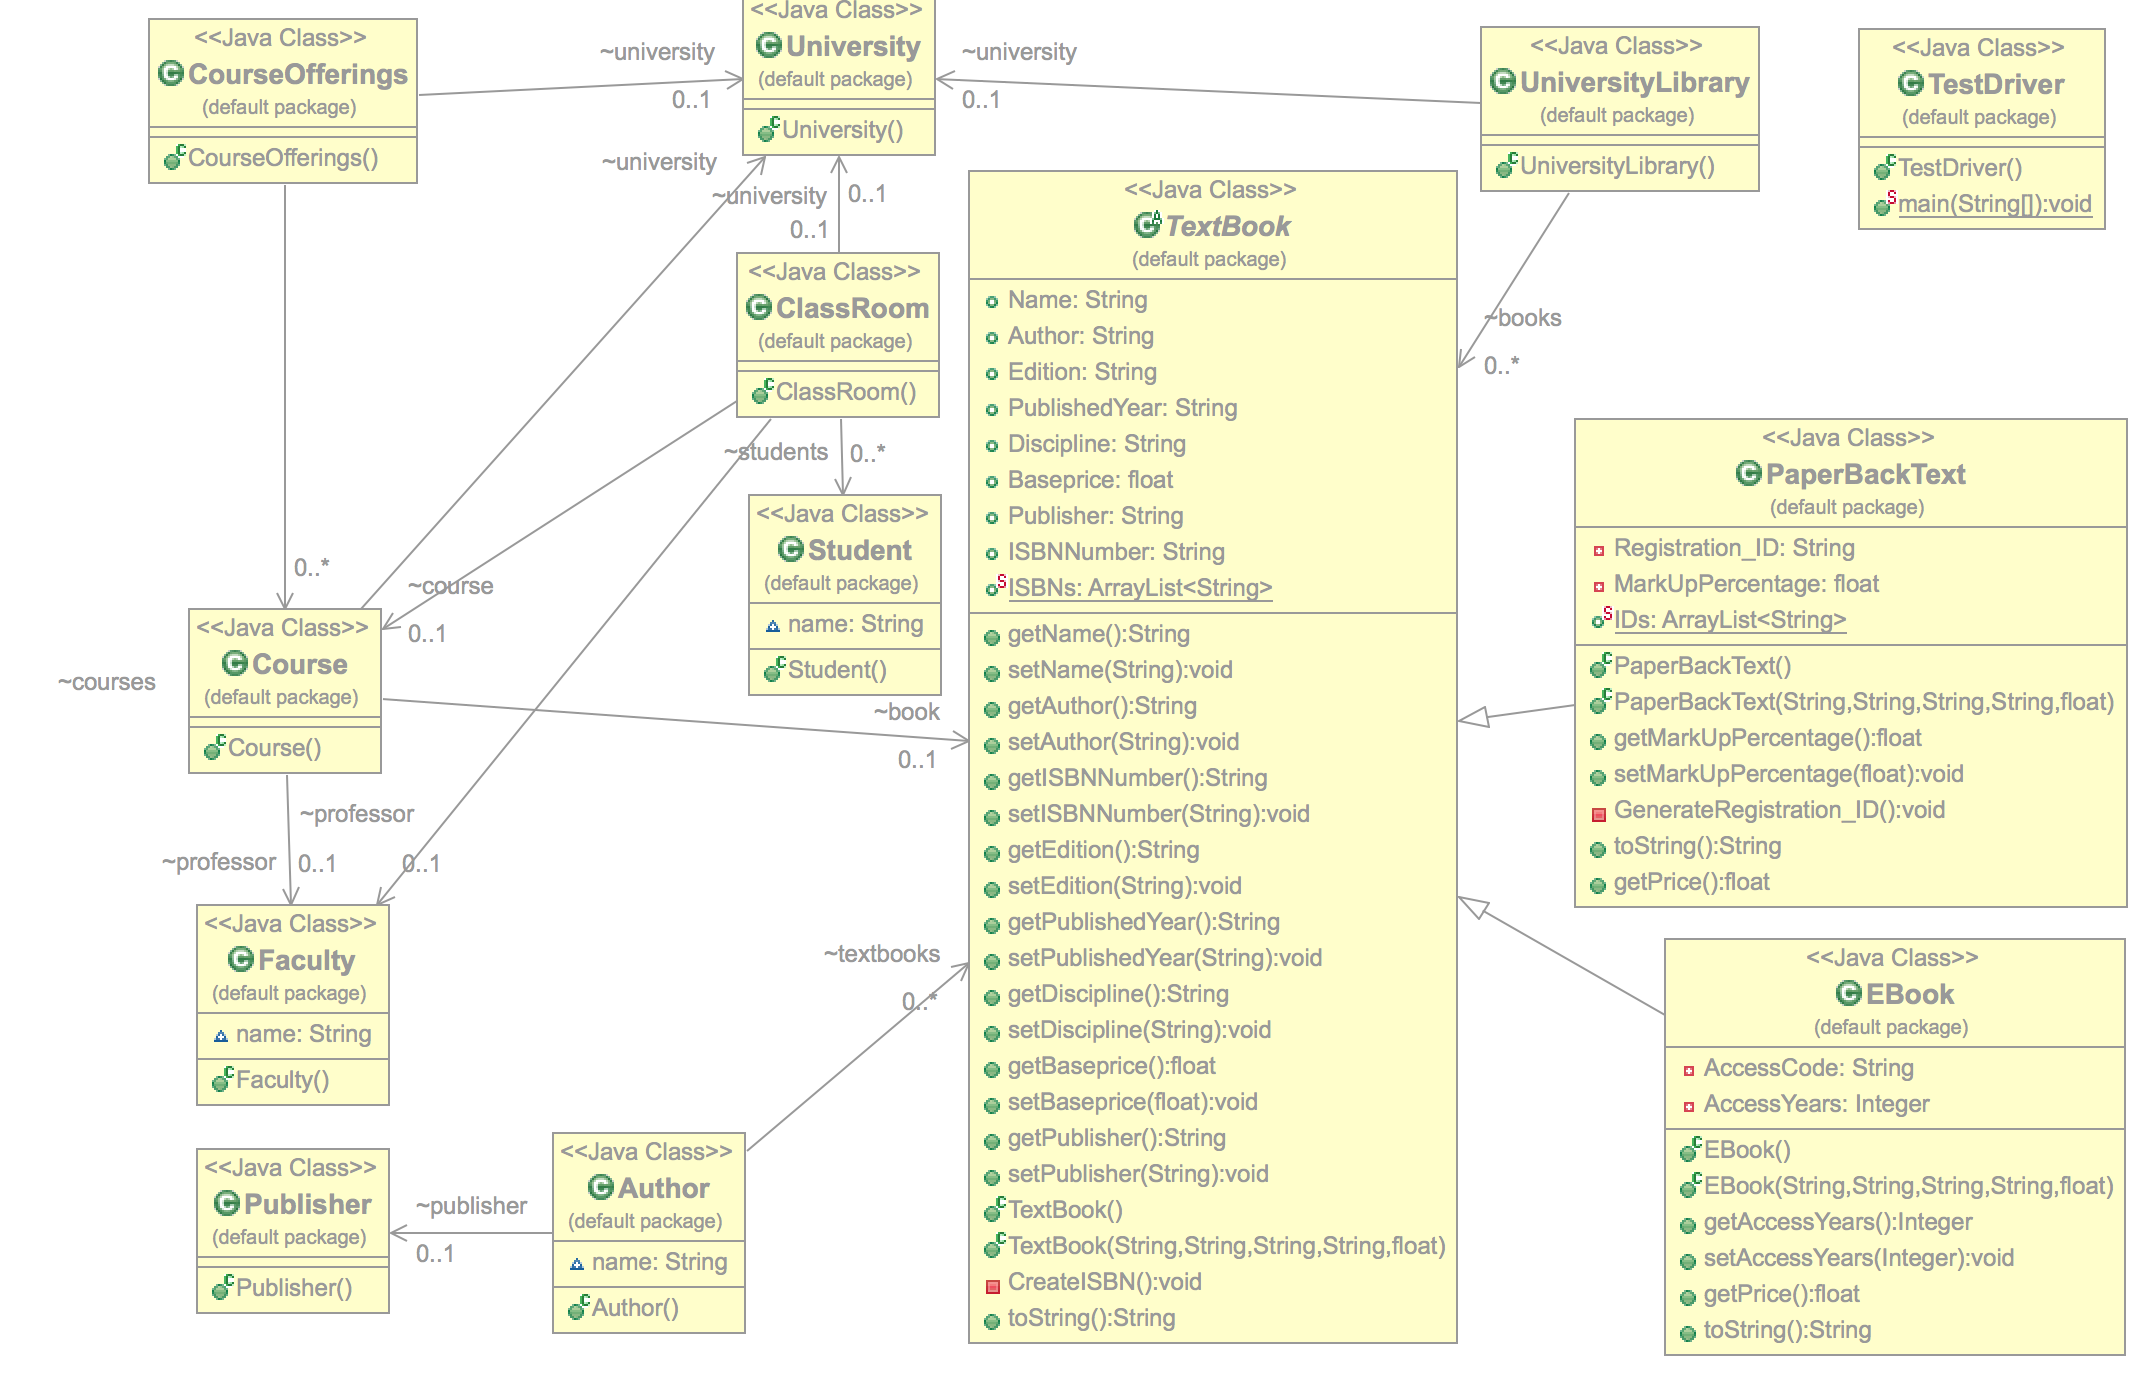 <<Java Class>>
CourseOfferings
(default package)
CourseOfferings()
~university
0..1
<<Java Class>>
University
(default package)
University()
~university
0..1
<<Java Class>>
UniversityLibrary
(default package)
UniversityLibrary()
<<Java Class>>
TestDriver
(default package)
TestDriver()
main(String[]):void
~university
0..1
~university
0..1
<<Java Class>>
ClassRoom
(default package)
ClassRoom()
~students
0..*
<<Java Class>>
Student
(default package)
name: String
Student()
0..*
~courses
~course
0..1
<<Java Class>>
Course
(default package)
Course()
~book
0..1
~professor
0..1
~professor
0..1
<<Java Class>>
Faculty
(default package)
name: String
Faculty()
<<Java Class>>
Publisher
(default package)
Publisher()
~publisher
0..1
<<Java Class>>
Author
(default package)
name: String
Author()
~textbooks
0..*
<<Java Class>>
TextBook
(default package)
Name: String
Author: String
Edition: String
PublishedYear: String
Discipline: String
Baseprice: float
Publisher: String
ISBNNumber: String
ISBNs: ArrayList<String>
getName():String
setName(String):void
getAuthor():String
setAuthor(String):void
getISBNNumber():String
setISBNNumber(String):void
getEdition():String
setEdition(String):void
getPublishedYear():String
setPublishedYear(String):void
getDiscipline():String
setDiscipline(String):void
getBaseprice():float
setBaseprice(float):void
getPublisher():String
setPublisher(String):void
TextBook()
TextBook(String,String,String,String,float)
CreateISBN():void
toString():String
~books
0..*
<<Java Class>>
PaperBackText
(default package)
Registration_ID: String
MarkUpPercentage: float
IDs: ArrayList<String>
PaperBackText()
PaperBackText(String,String,String,String,float)
getMarkUpPercentage():float
setMarkUpPercentage(float):void
GenerateRegistration_ID():void
toString():String
getPrice():float
<<Java Class>>
EBook
(default package)
AccessCode: String
AccessYears: Integer
EBook()
EBook(String,String,String,String,float)
getAccessYears():Integer
setAccessYears(Integer):void
getPrice():float
toString():String